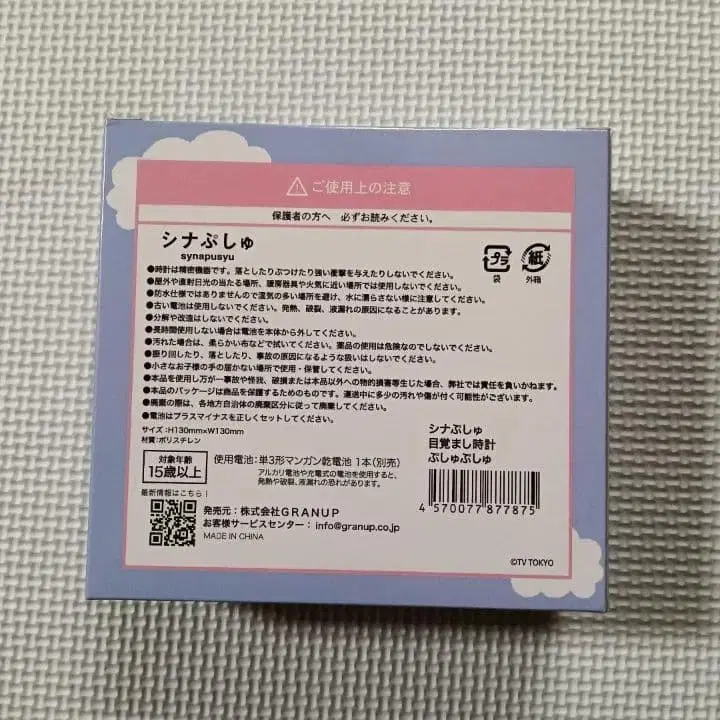 ご使用上の注意
保護者の方へ 必ずお読みください。
シナぷしゅ
synapusyu
プラ
袋
紙
外箱
●時計は精密機器です。落としたりぶつけたり強い衝撃を与えたりしないでください。
●屋外や直射日光の当たる場所、暖房器具や火気に近い場所では使用しないでください。
●防水仕様ではありませんので湿気の多い場所を避け、水に濡らさない様に注意してください。
●古い電池は使用しないでください。発熱、破裂、液漏れの原因になることがあります。
●分解や改造はしないでください。
●長時間使用しない場合は電池を本体から外してください。
●汚れた場合は、柔らかい布などで拭いてください。薬品の使用は危険なのでしないでください。
●振り回したり、落としたり、事故の原因になるような扱いはしないでください。
●小さなお子様の手の届かない場所で使用・保管してください。
●本品を使用し万が一事故や怪我、破損または本品以外への物的損害等生じた場合、弊社では責任を負いかねます。
●本品のパッケージは商品を保護するためのものです。運送中に多少の汚れや傷が付く可能性がございます。
●廃棄の際は、各地方自治体の廃棄区分に従って廃棄してください。
●電池はプラスマイナスを正しくセットしてください。
サイズ:H130mm×W130mm
材質:ポリスチレン
対象年齢
15歳以上
使用電池:単3形マンガン乾電池 1本(別売)
アルカリ電池や充電式の電池を使用すると、
発熱や破裂、液漏れの恐れがあります。
シナぷしゅ
目覚まし時計
ぷしゅぷしゅ
4 570077 877875
最新情報はこちら!
発売元:株式会社GRANUP
お客様サービスセンター: info@granup.co.jp
MADE IN CHINA
©TV TOKYO